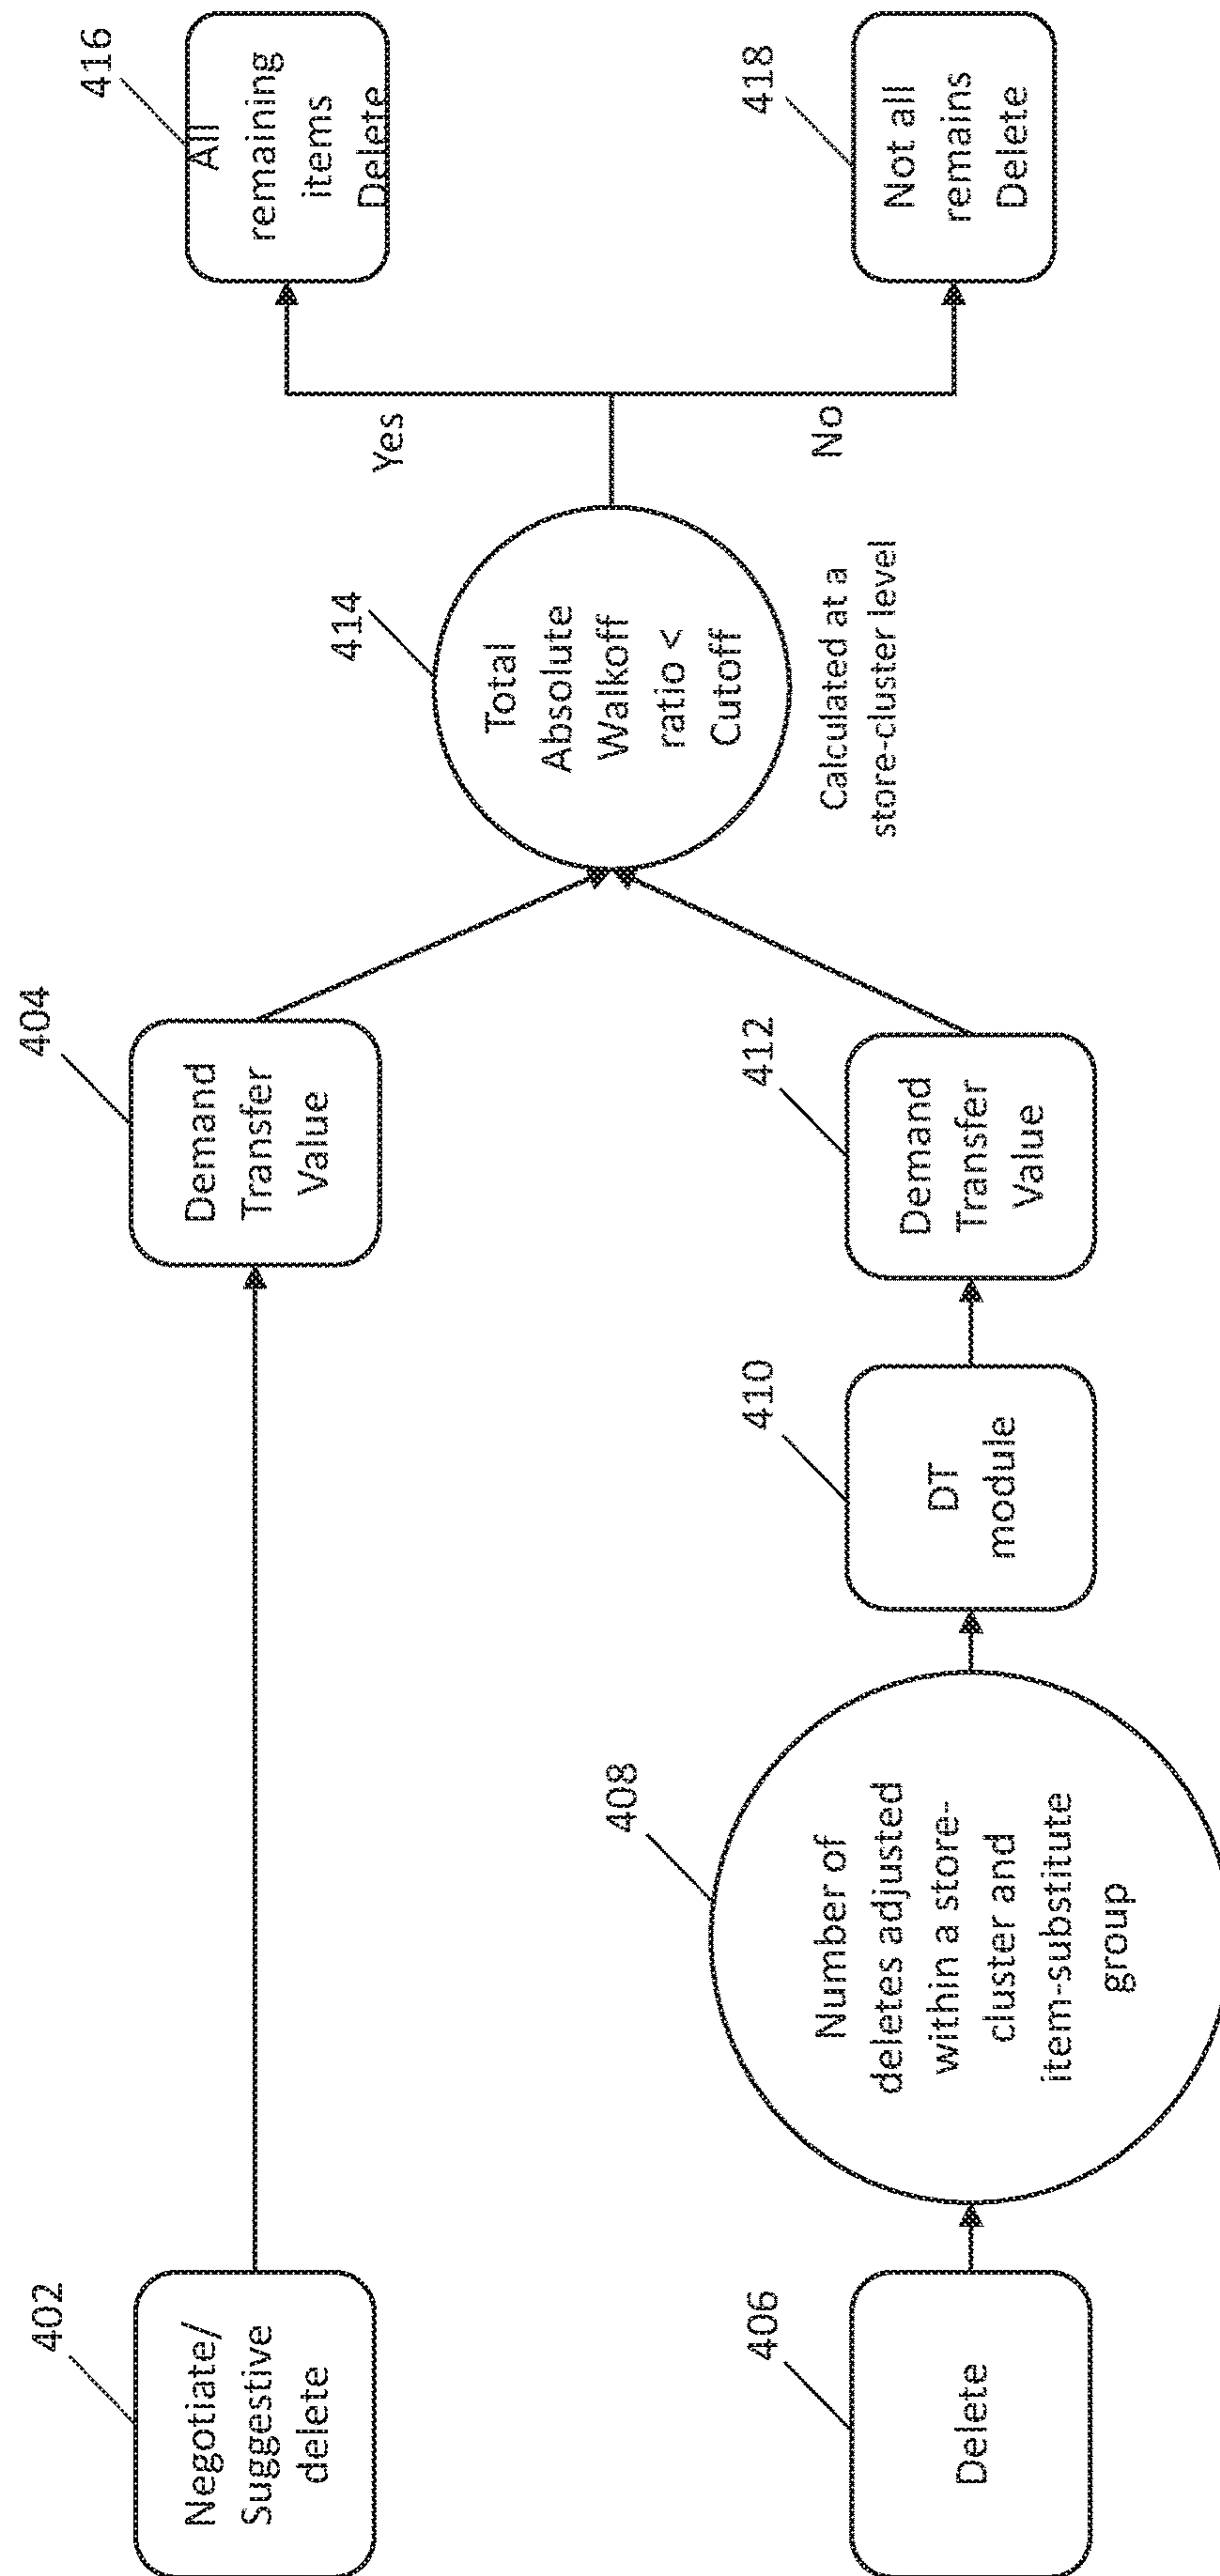 402
Negotiate/
Suggestive
delete
404
Demand
Transfer
Value
406
Delete
408
Number of
deletes adjusted
within a store-
cluster and
item-substitute
group
410
DT
module
412
Demand
Transfer
Value
414
Total
Absolute
Walkoff
ratio <
Cutoff
Calculated at a
store-cluster level
Yes
No
416
All
remaining
items
Delete
418
Not all
remains
Delete